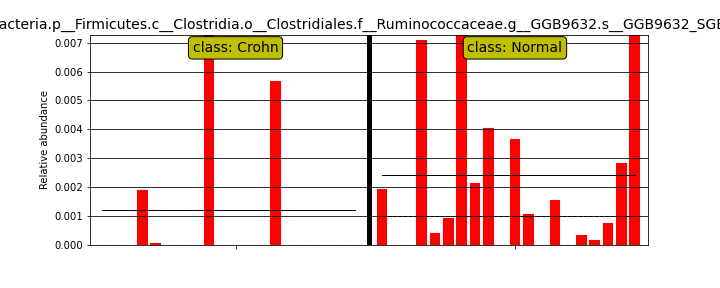 acteria.p__Firmicutes.c__Clostridia.o__Clostridiales.f__Ruminococcaceae.g__GGB9632.s__GGB9632_SGB
class: Crohn
class: Normal
Relative abundance
0.007
0.006
0.005
0.004
0.003
0.002
0.001
0.000